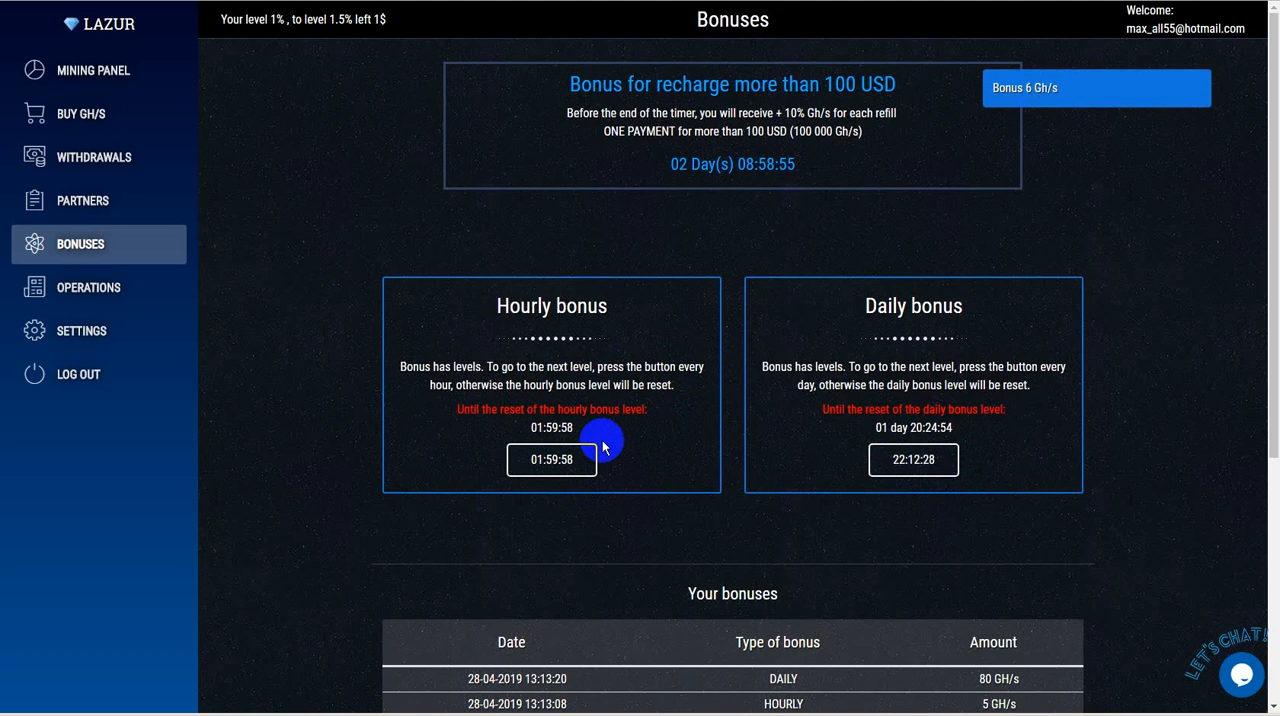 LAZUR
Your level 1% , to level 1.5% left 1$
Bonuses
Welcome:
max_all55@hotmail.com
MINING PANEL
BUY GH/S
WITHDRAWALS
PARTNERS
BONUSES
OPERATIONS
SETTINGS
LOG OUT
Bonus for recharge more than 100 USD
Before the end of the timer, you will receive + 10% Gh/s for each refill
ONE PAYMENT for more than 100 USD (100 000 Gh/s)
02 Day(s) 08:58:55
Bonus 6 Gh/s
Hourly bonus
Bonus has levels. To go to the next level, press the button every
hour, otherwise the hourly bonus level will be reset.
Until the reset of the hourly bonus level:
01:59:58
01:59:58
Daily bonus
Bonus has levels. To go to the next level, press the button every
day, otherwise the daily bonus level will be reset.
Until the reset of the daily bonus level:
01 day 20:24:54
22:12:28
Your bonuses
Date Type of bonus Amount
28-04-2019 13:13:20 DAILY 80 GH/s
28-04-2019 13:13:08 HOURLY 5 GH/s
LET'S CHAT!